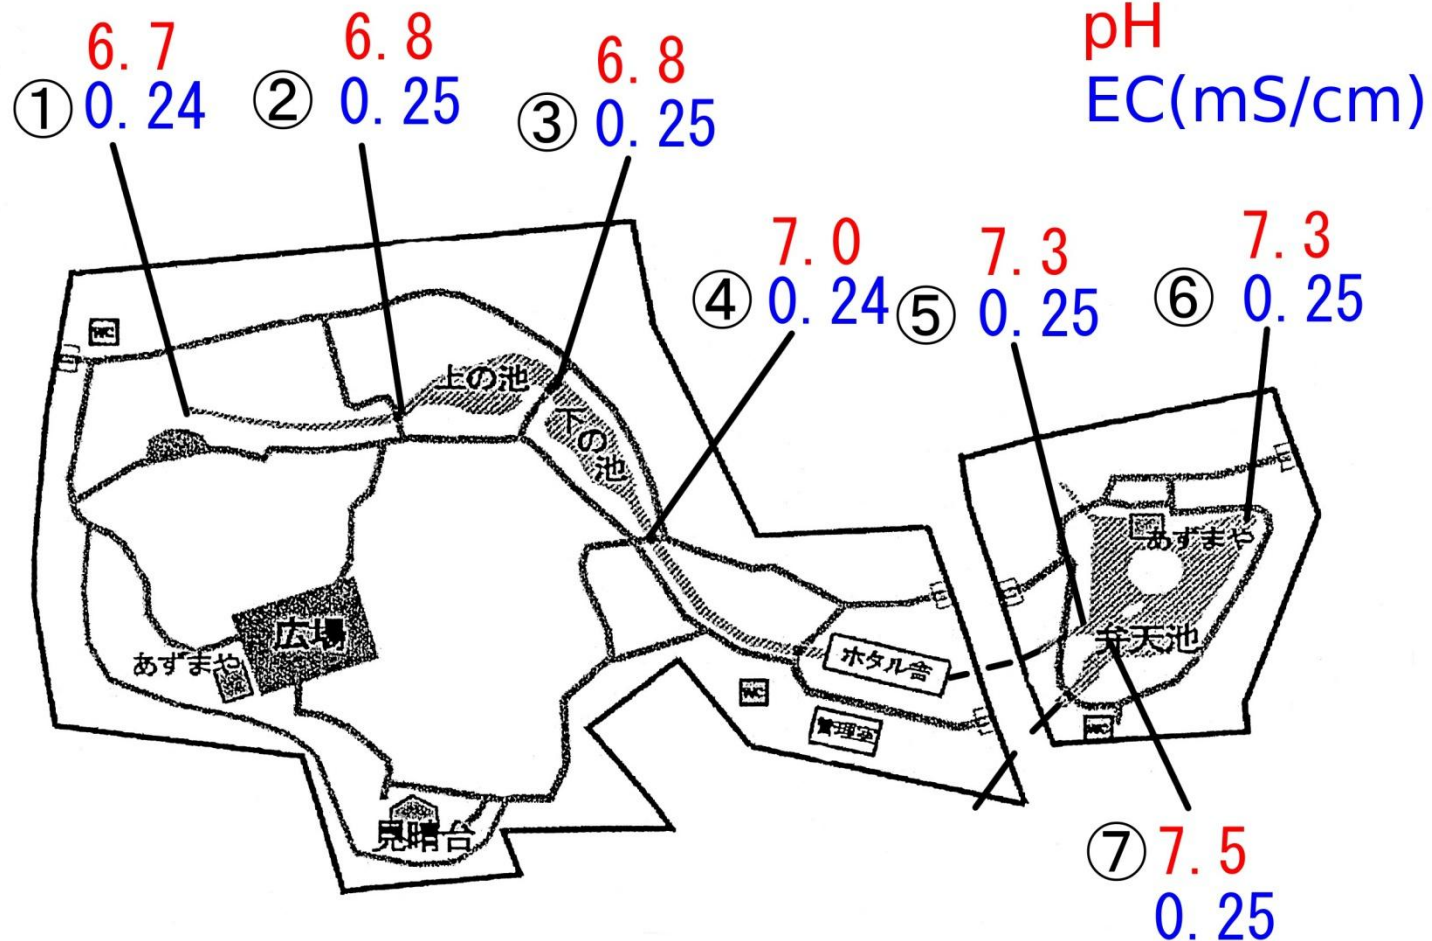 6.7
① 0.24
6.8
② 0.25
6.8
③ 0.25
pH
EC(mS/cm)
7.0
④ 0.24
7.3
⑤ 0.25
7.3
⑥ 0.25
WC
上の池
下の池
あずまや
弁天池
広場
あずまや
ホタル舎
WC
管理室
WC
見晴台
⑦ 7.5
0.25